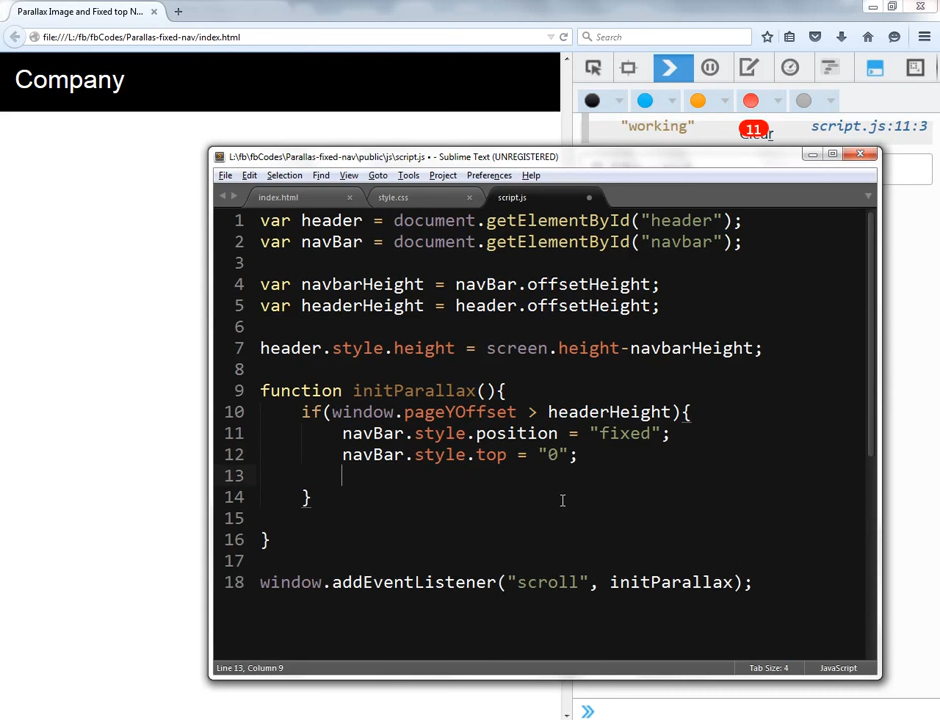 Parallax Image and Fixed top N...
file:///L:/fb/fbCodes/Parallas-fixed-nav/index.html
Search
Company
"working"
script.js:11:3
11
Clear
L:\fb\fbCodes\Parallas-fixed-nav\public\js\script.js • - Sublime Text (UNREGISTERED)
File Edit Selection Find View Goto Tools Project Preferences Help
index.html
style.css
script.js
1 var header = document.getElementById("header");
2 var navBar = document.getElementById("navbar");
3
4 var navbarHeight = navBar.offsetHeight;
5 var headerHeight = header.offsetHeight;
6
7 header.style.height = screen.height-navbarHeight;
8
9 function initParallax(){
10 if(window.pageYOffset > headerHeight){
11 navBar.style.position = "fixed";
12 navBar.style.top = "0";
13
14 }
15
16 }
17
18 window.addEventListener("scroll", initParallax);
Line 13, Column 9
Tab Size: 4
JavaScript